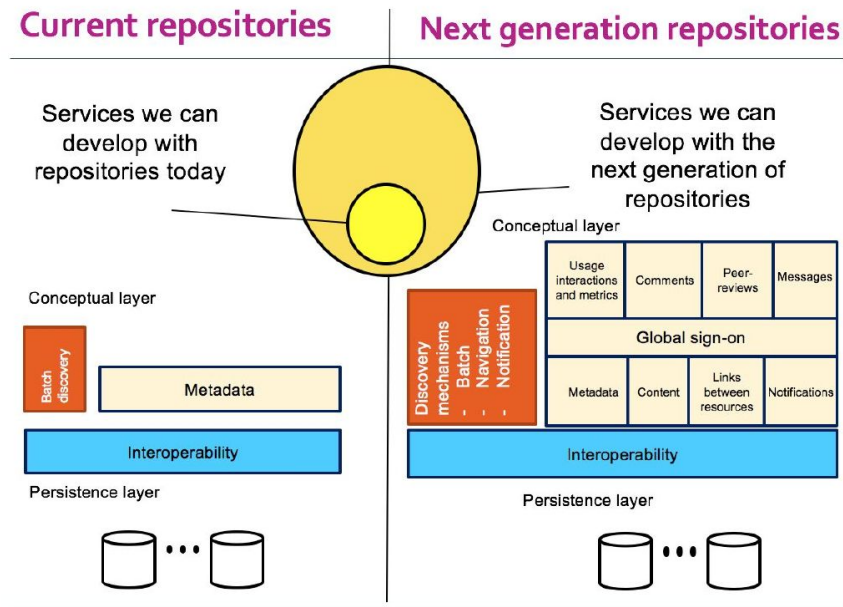 Current repositories
Next generation repositories
Services we can
develop with
repositories today
Services we can
develop with the
next generation of
repositories
Conceptual layer
Batch
discovery
Metadata
Interoperability
Persistence layer
Conceptual layer
Discovery
mechanisms
- Batch
- Navigation
- Notification
Usage
interactions
and metrics
Comments
Peer-
reviews
Messages
Global sign-on
Metadata
Content
Links
between
resources
Notifications
Interoperability
Persistence layer